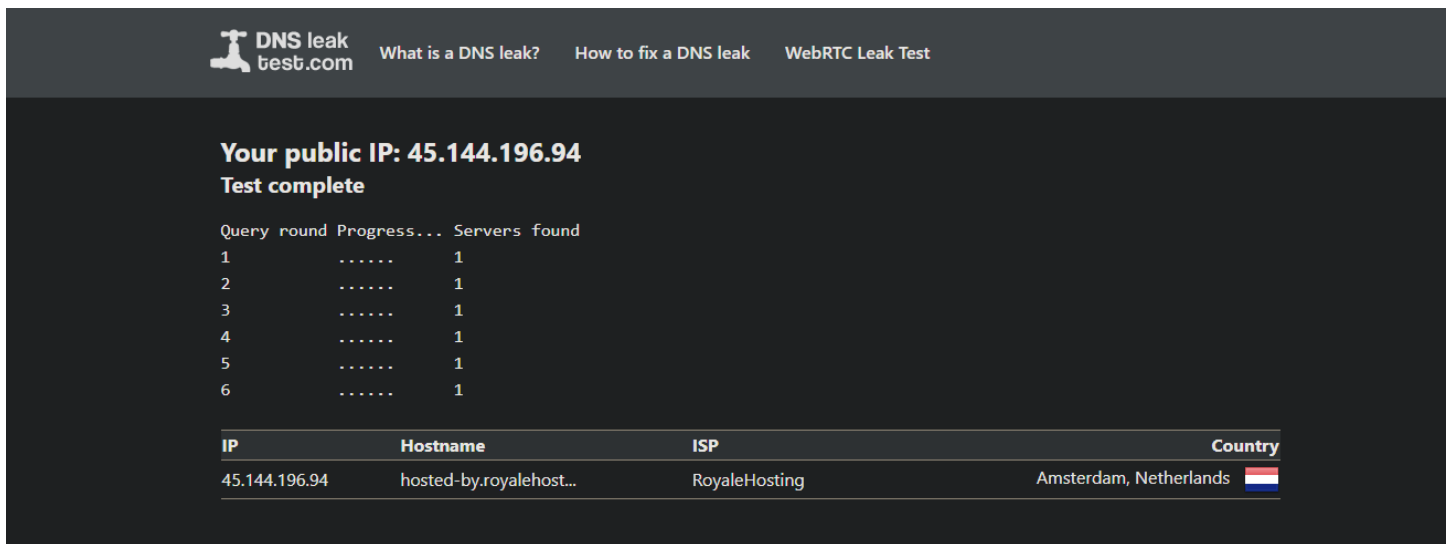 DNS leak
test.com
What is a DNS leak? How to fix a DNS leak WebRTC Leak Test
Your public IP: 45.144.196.94
Test complete
Query round Progress... Servers found
1 ...... 1
2 ...... 1
3 ...... 1
4 ...... 1
5 ...... 1
6 ...... 1
IP Hostname ISP Country
45.144.196.94 hosted-by.royalehost... RoyaleHosting Amsterdam, Netherlands